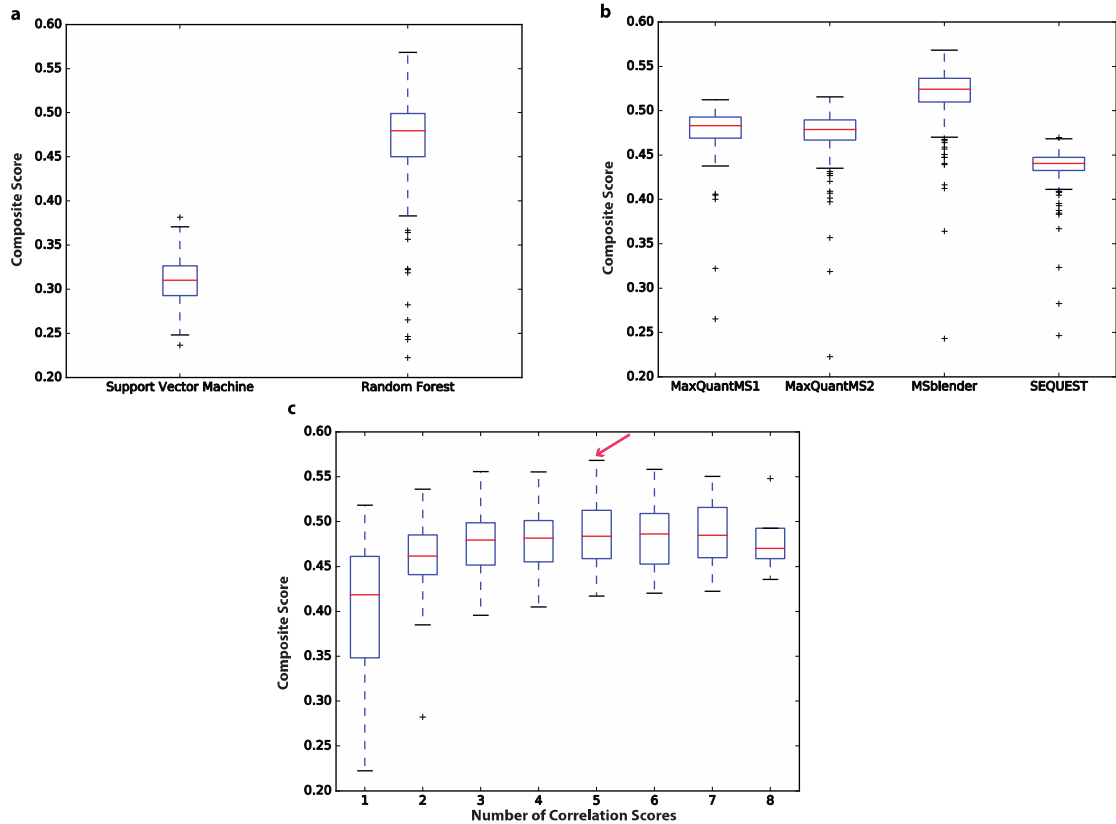 a
0.60
0.55
0.50
0.45
0.40
0.35
0.30
0.25
0.20
Composite Score
Support Vector Machine
Random Forest
b
0.60
0.55
0.50
0.45
0.40
0.35
0.30
0.25
0.20
Composite Score
MaxQuantMS1
MaxQuantMS2
MSblender
SEQUEST
c
0.60
0.55
0.50
0.45
0.40
0.35
0.30
0.25
0.20
Composite Score
1 2 3 4 5 6 7 8
Number of Correlation Scores